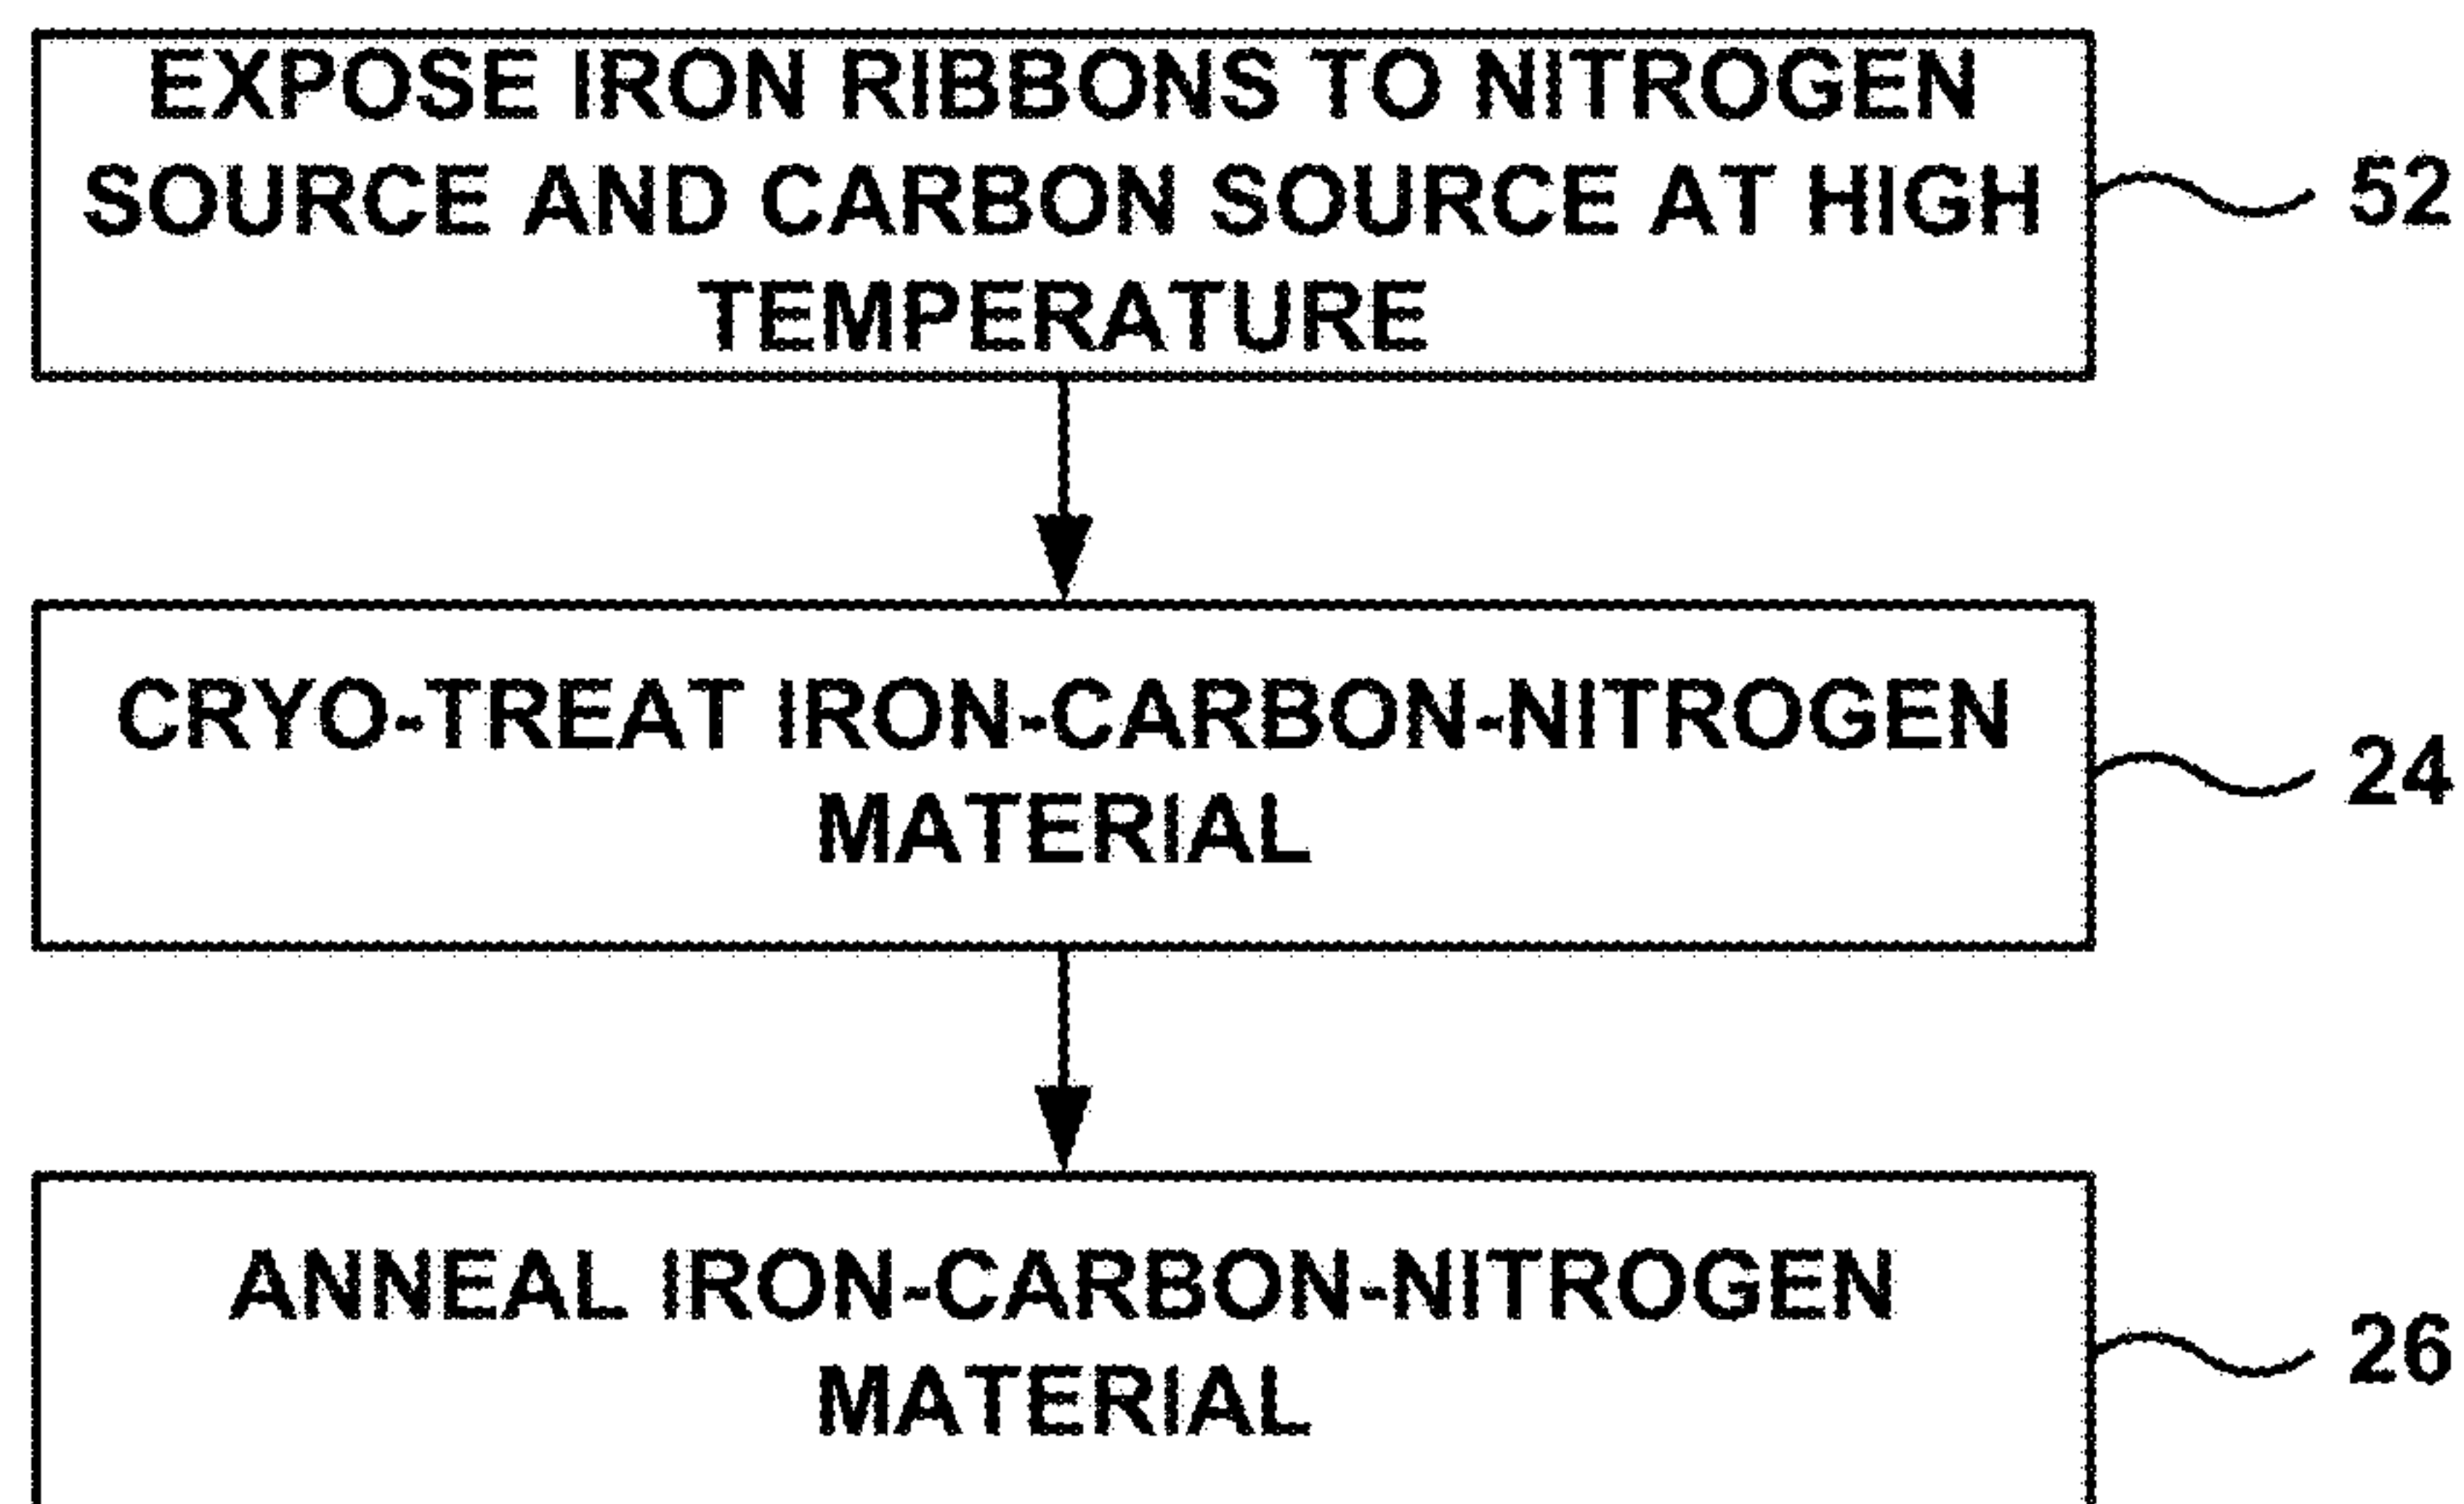 EXPOSE IRON RIBBONS TO NITROGEN
SOURCE AND CARBON SOURCE AT HIGH
TEMPERATURE
52
CRYO-TREAT IRON-CARBON-NITROGEN
MATERIAL
24
ANNEAL IRON-CARBON-NITROGEN
MATERIAL
26